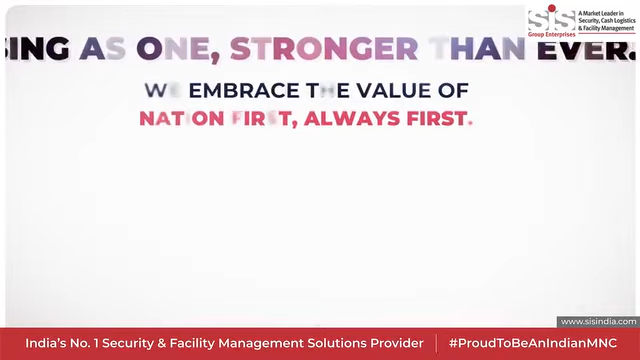 SiS
Group Enterprises
A Market Leader in
Security, Cash Logistics
& Facility Management
AS ONE, STRONGER THAN EVER.
WE EMBRACE THE VALUE OF
NATION FIRST, ALWAYS FIRST.
www.sisindia.com
India's No. 1 Security & Facility Management Solutions Provider
#ProudToBeAnIndianMNC